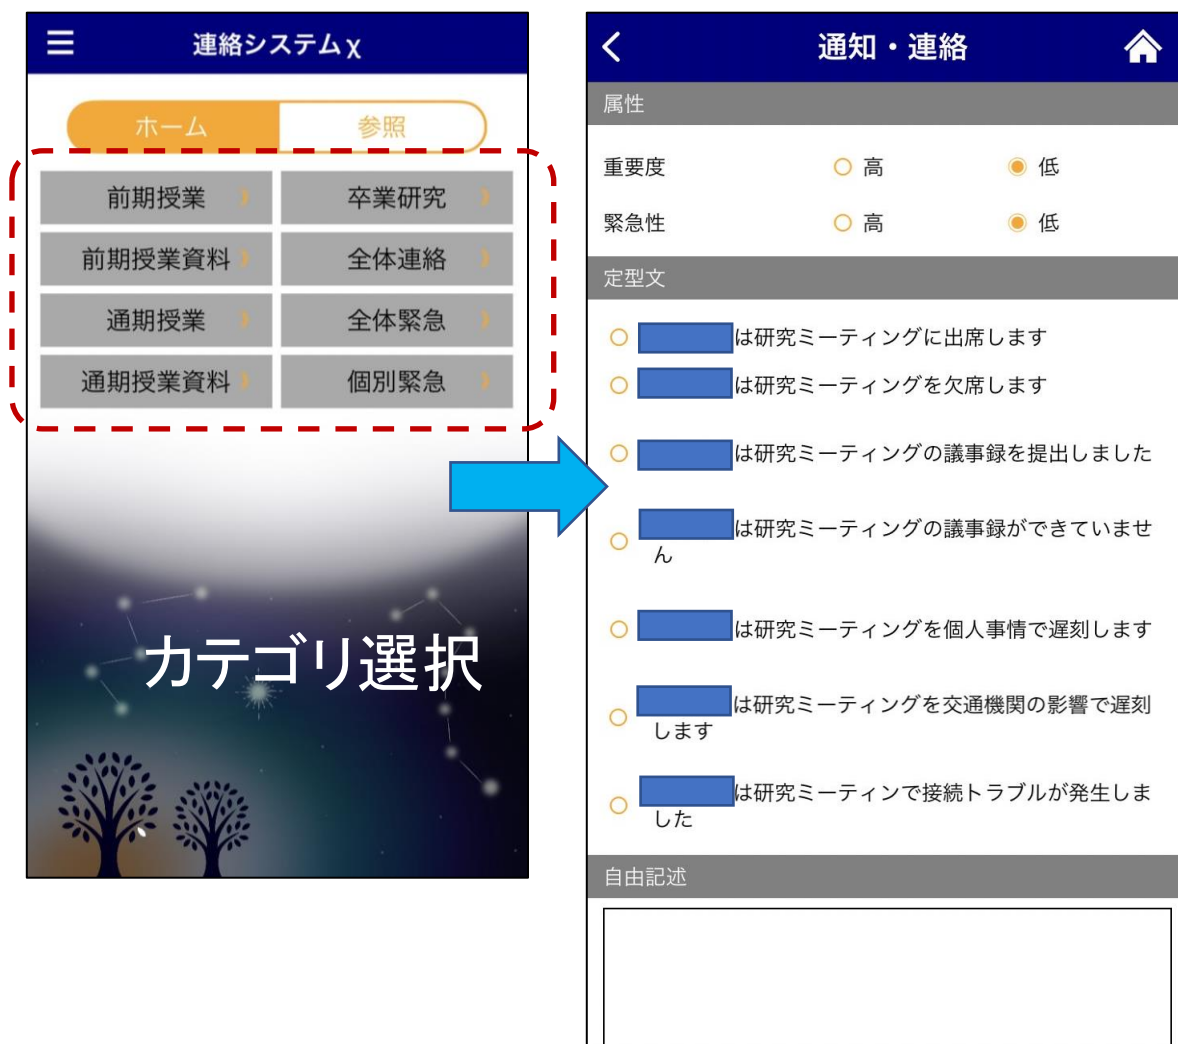 連絡システムχ
ホーム
参照
前期授業
卒業研究
前期授業資料
全体連絡
通期授業
全体緊急
通期授業資料
個別緊急
カテゴリ選択
通知・連絡
属性
重要度
高
低
緊急性
高
低
定型文
は研究ミーティングに出席します
は研究ミーティングを欠席します
は研究ミーティングの議事録を提出しました
は研究ミーティングの議事録ができていませ
ん
は研究ミーティングを個人事情で遅刻します
は研究ミーティングを交通機関の影響で遅刻
します
は研究ミーティンで接続トラブルが発生しま
した
自由記述